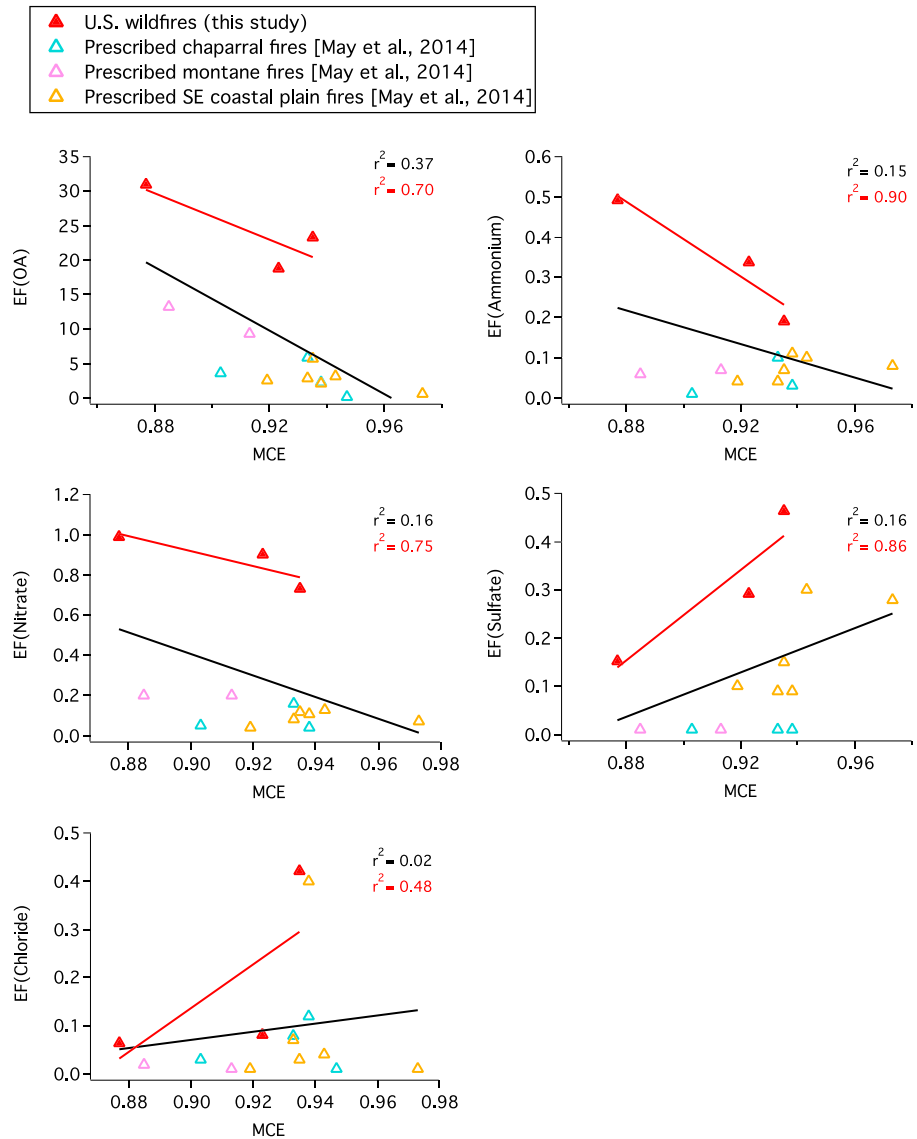 U.S. wildfires (this study)
Prescribed chaparral fires [May et al., 2014]
Prescribed montane fires [May et al., 2014]
Prescribed SE coastal plain fires [May et al., 2014]
35
30
25
20
15
10
5
0
EF(OA)
r² = 0.37
r² = 0.70
0.88
0.92
0.96
MCE
0.6
0.5
0.4
0.3
0.2
0.1
0.0
EF(Ammonium)
r² = 0.15
r² = 0.90
0.88
0.92
0.96
MCE
1.2
1.0
0.8
0.6
0.4
0.2
0.0
EF(Nitrate)
r² = 0.16
r² = 0.75
0.88
0.90
0.92
0.94
0.96
0.98
MCE
0.5
0.4
0.3
0.2
0.1
0.0
EF(Sulfate)
r² = 0.16
r² = 0.86
0.88
0.92
0.96
MCE
0.5
0.4
0.3
0.2
0.1
0.0
EF(Chloride)
r² = 0.02
r² = 0.48
0.88
0.90
0.92
0.94
0.96
0.98
MCE